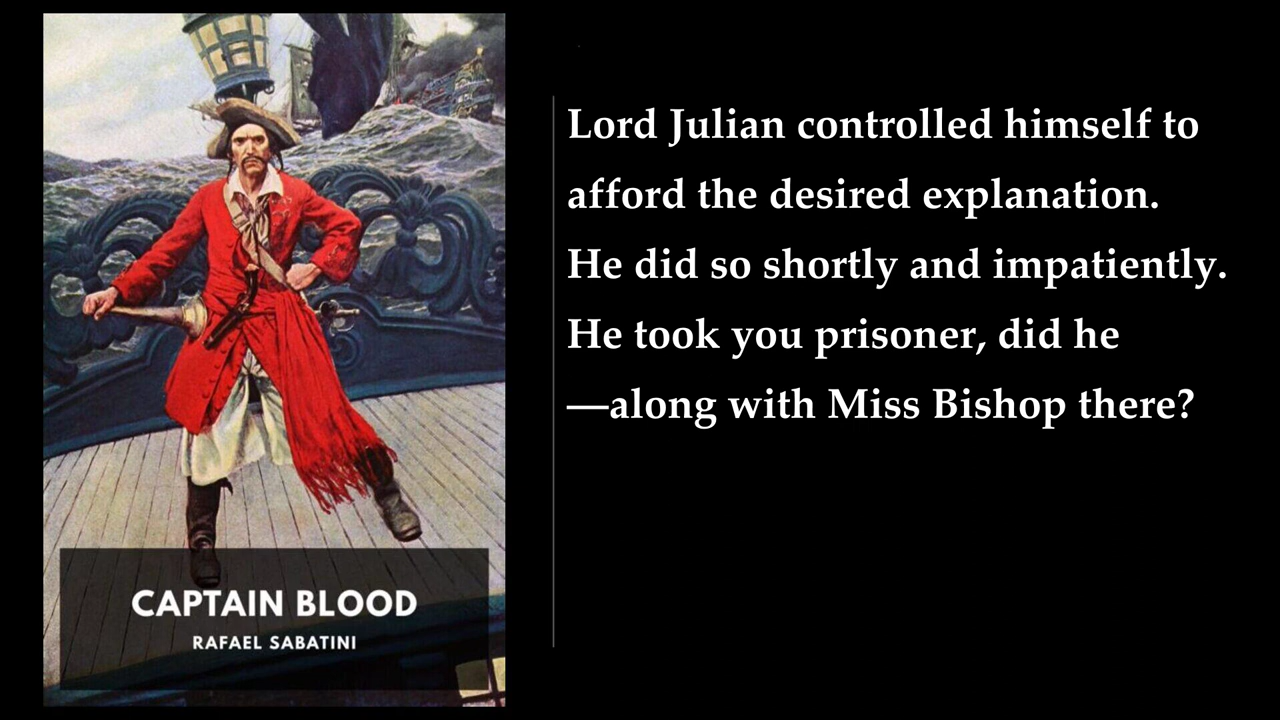 CAPTAIN BLOOD
RAFAEL SABATINI
Lord Julian controlled himself to
afford the desired explanation.
He did so shortly and impatiently.
He took you prisoner, did he
—along with Miss Bishop there?